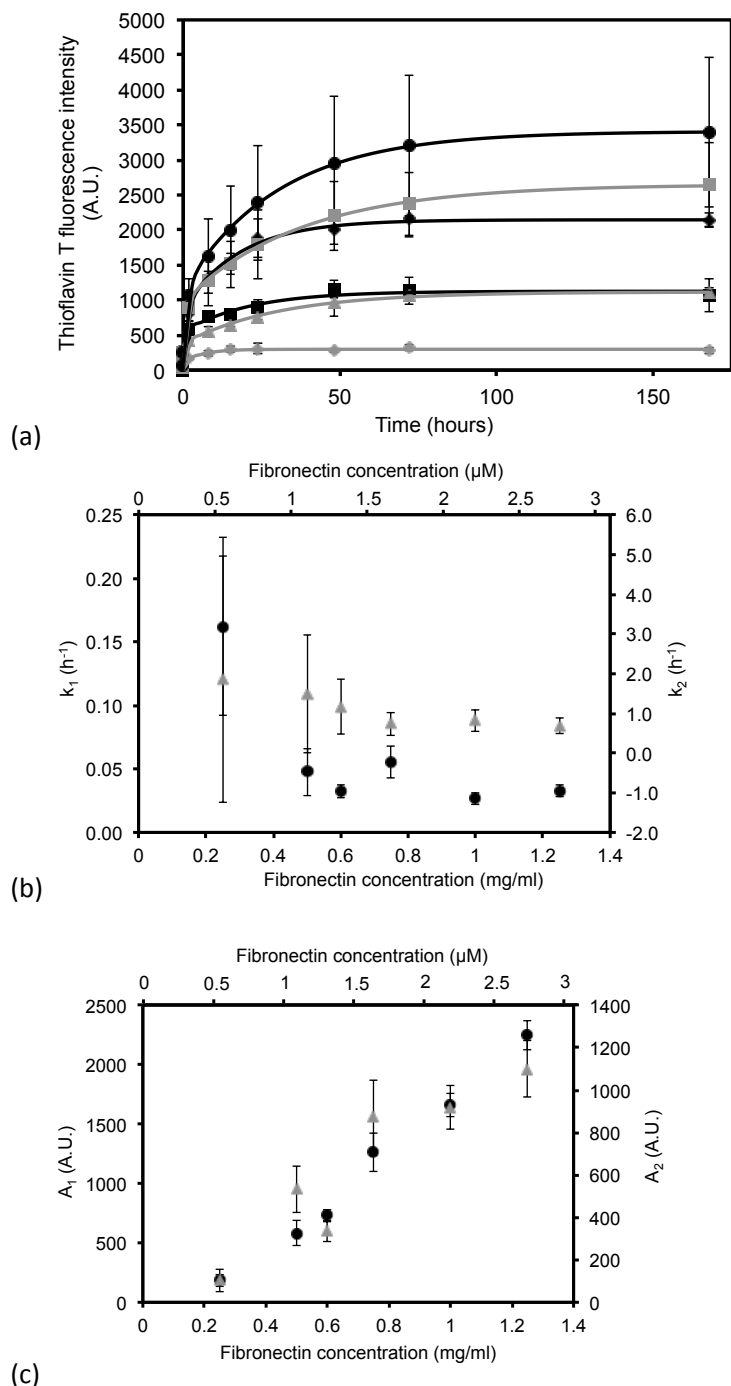 5000
4500
4000
3500
3000
2500
2000
1500
1000
500
0
Thioflavin T fluorescence intensity
(A.U.)
0 50 100 150
Time (hours)
(a)
Fibronectin concentration (µM)
0 0.5 1 1.5 2 2.5 3
0.25
0.20
0.15
0.10
0.05
0.00
k₁ (h⁻¹)
6.0
5.0
4.0
3.0
2.0
1.0
0.0
-1.0
-2.0
k₂ (h⁻¹)
0 0.2 0.4 0.6 0.8 1 1.2 1.4
Fibronectin concentration (mg/ml)
(b)
Fibronectin concentration (µM)
0 0.5 1 1.5 2 2.5 3
2500
2000
1500
1000
500
0
A₁ (A.U.)
1400
1200
1000
800
600
400
200
0
A₂ (A.U.)
0 0.2 0.4 0.6 0.8 1 1.2 1.4
Fibronectin concentration (mg/ml)
(c)